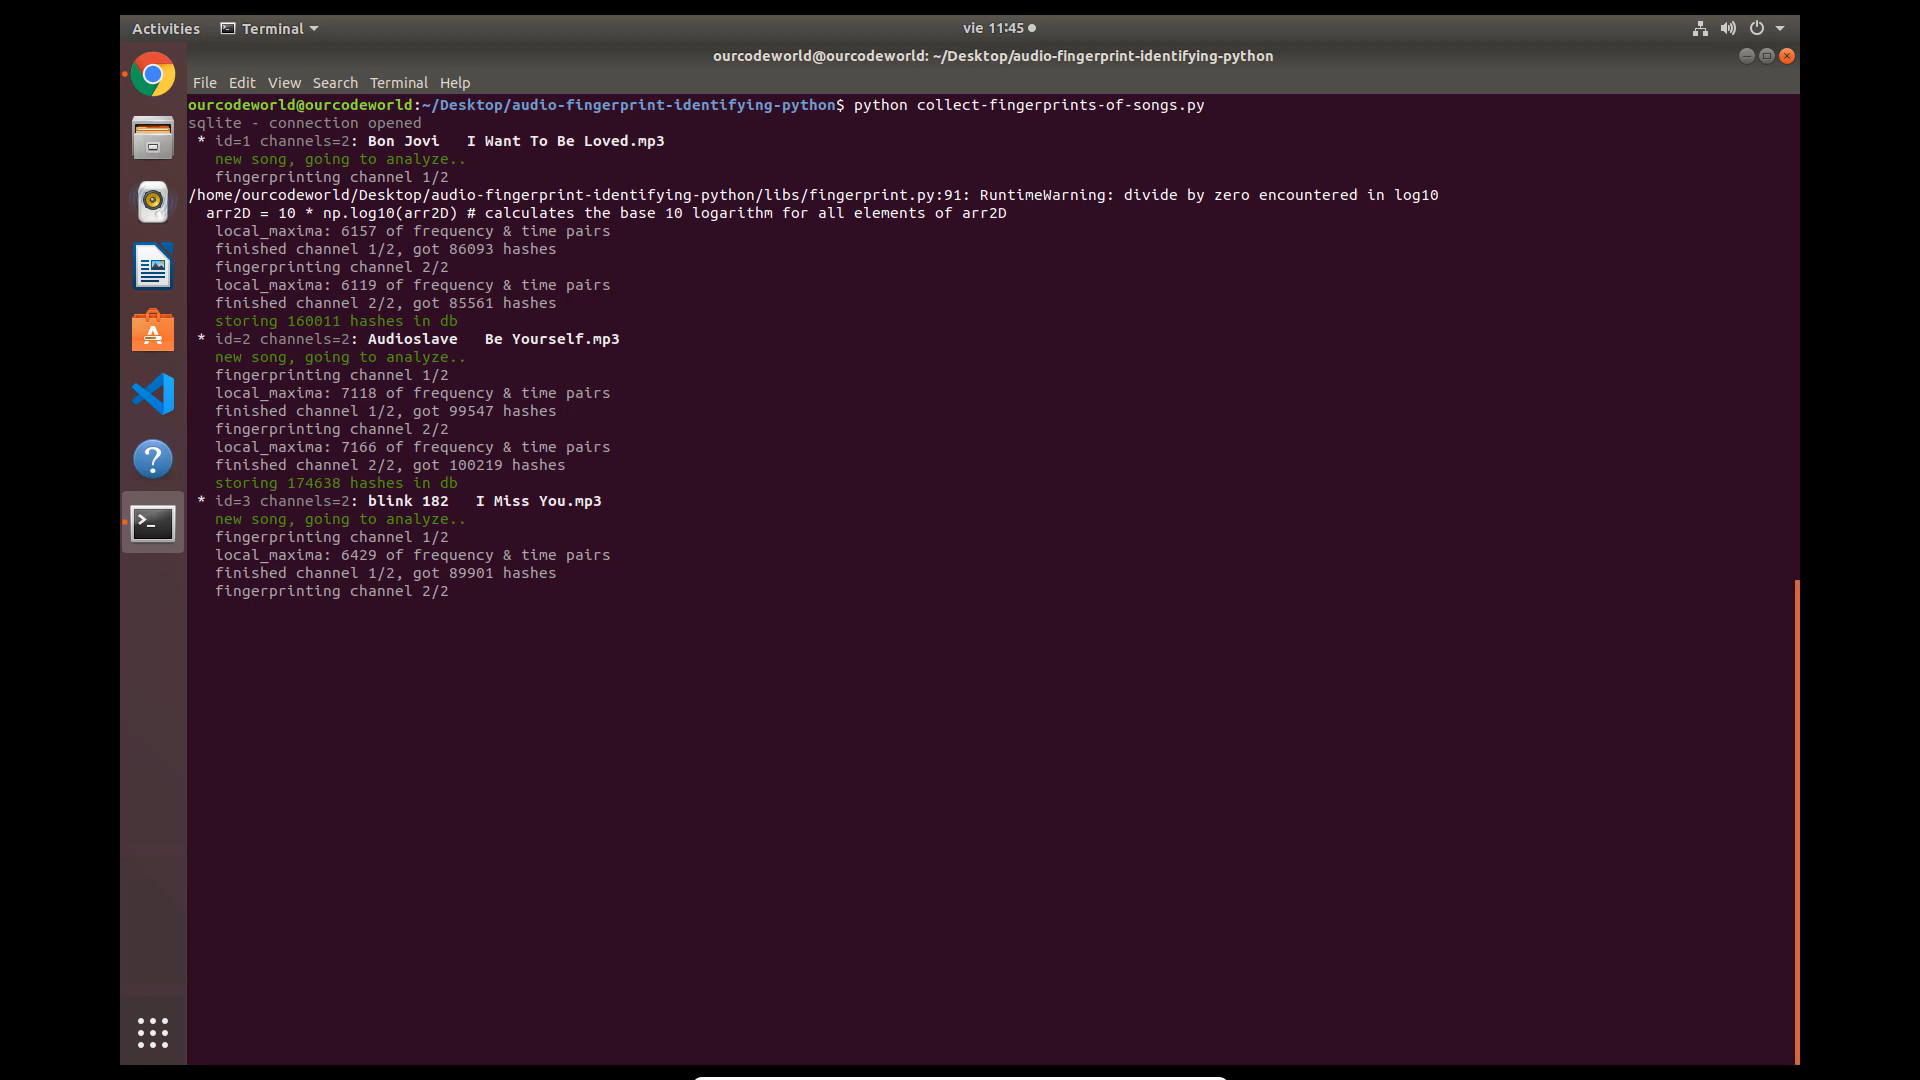 Activities Terminal vie 11:45
ourcodeworld@ourcodeworld: ~/Desktop/audio-fingerprint-identifying-python
File Edit View Search Terminal Help
ourcodeworld@ourcodeworld:~/Desktop/audio-fingerprint-identifying-python$ python collect-fingerprints-of-songs.py
sqlite - connection opened
 * id=1 channels=2: Bon Jovi   I Want To Be Loved.mp3
   new song, going to analyze..
   fingerprinting channel 1/2
/home/ourcodeworld/Desktop/audio-fingerprint-identifying-python/libs/fingerprint.py:91: RuntimeWarning: divide by zero encountered in log10
  arr2D = 10 * np.log10(arr2D) # calculates the base 10 logarithm for all elements of arr2D
   local_maxima: 6157 of frequency & time pairs
   finished channel 1/2, got 86093 hashes
   fingerprinting channel 2/2
   local_maxima: 6119 of frequency & time pairs
   finished channel 2/2, got 85561 hashes
   storing 160011 hashes in db
 * id=2 channels=2: Audioslave   Be Yourself.mp3
   new song, going to analyze..
   fingerprinting channel 1/2
   local_maxima: 7118 of frequency & time pairs
   finished channel 1/2, got 99547 hashes
   fingerprinting channel 2/2
   local_maxima: 7166 of frequency & time pairs
   finished channel 2/2, got 100219 hashes
   storing 174638 hashes in db
 * id=3 channels=2: blink 182   I Miss You.mp3
   new song, going to analyze..
   fingerprinting channel 1/2
   local_maxima: 6429 of frequency & time pairs
   finished channel 1/2, got 89901 hashes
   fingerprinting channel 2/2